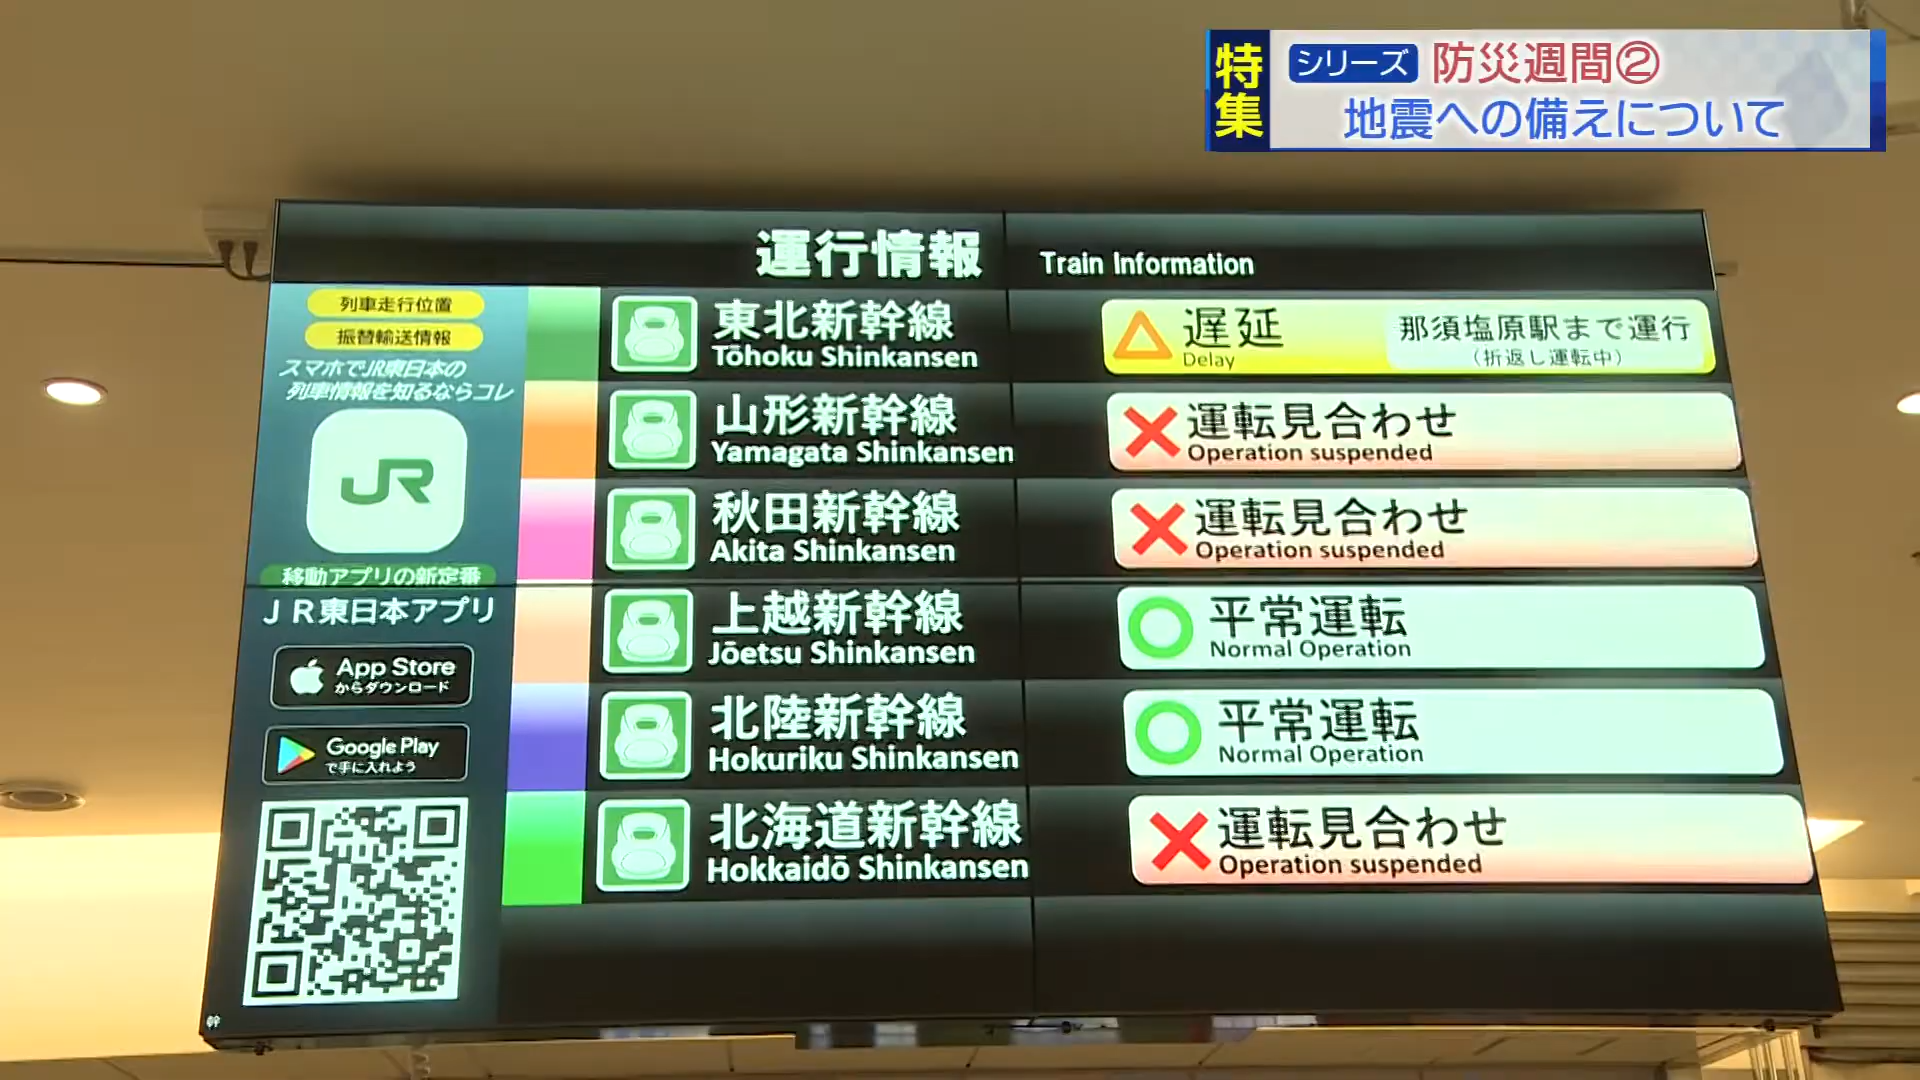 特集
シリーズ 防災週間②
地震への備えについて
運行情報 Train Information
列車走行位置
振替輸送情報
スマホでJR東日本の
列車情報を知るならコレ
JR
移動アプリの新定番
JR東日本アプリ
App Store
からダウンロード
Google Play
で手に入れよう
東北新幹線
Tōhoku Shinkansen
遅延
Delay
那須塩原駅まで運行
（折返し運転中）
山形新幹線
Yamagata Shinkansen
運転見合わせ
Operation suspended
秋田新幹線
Akita Shinkansen
運転見合わせ
Operation suspended
上越新幹線
Jōetsu Shinkansen
平常運転
Normal Operation
北陸新幹線
Hokuriku Shinkansen
平常運転
Normal Operation
北海道新幹線
Hokkaidō Shinkansen
運転見合わせ
Operation suspended